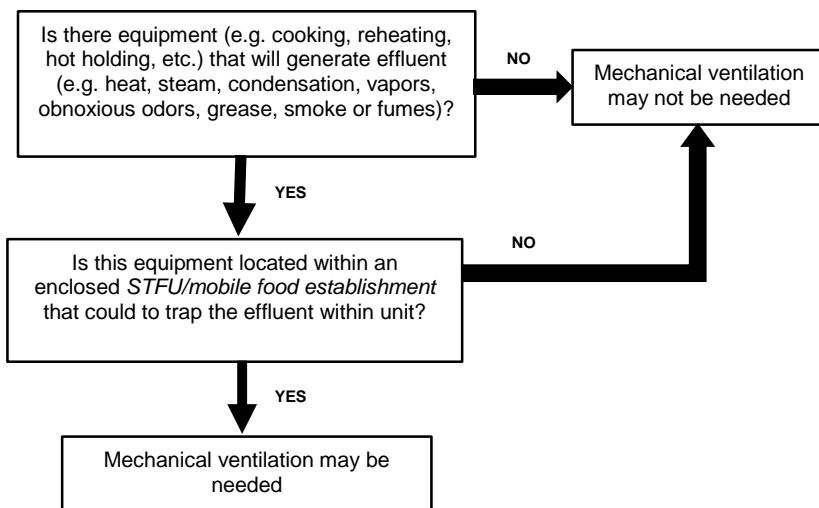 Is there equipment (e.g. cooking, reheating,
hot holding, etc.) that will generate effluent
(e.g. heat, steam, condensation, vapors,
obnoxious odors, grease, smoke or fumes)?
NO
Mechanical ventilation
may not be needed
YES
Is this equipment located within an
enclosed STFU/mobile food establishment
that could to trap the effluent within unit?
NO
YES
Mechanical ventilation may be
needed